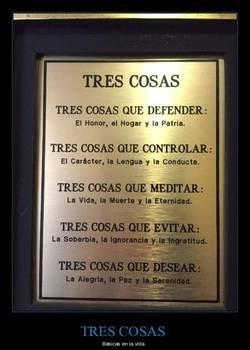 TRES COSAS
TRES COSAS QUE DEFENDER:
El Honor, el Hogar y la Patria.
TRES COSAS QUE CONTROLAR:
El Carácter, la Lengua y la Conducta.
TRES COSAS QUE MEDITAR:
La Vida, la Muerte y la Eternidad.
TRES COSAS QUE EVITAR:
La Soberbia, la Ignorancia y la Ingratitud.
TRES COSAS QUE DESEAR:
La Alegría, la Paz y la Serenidad.
TRES COSAS
Básicas en la vida